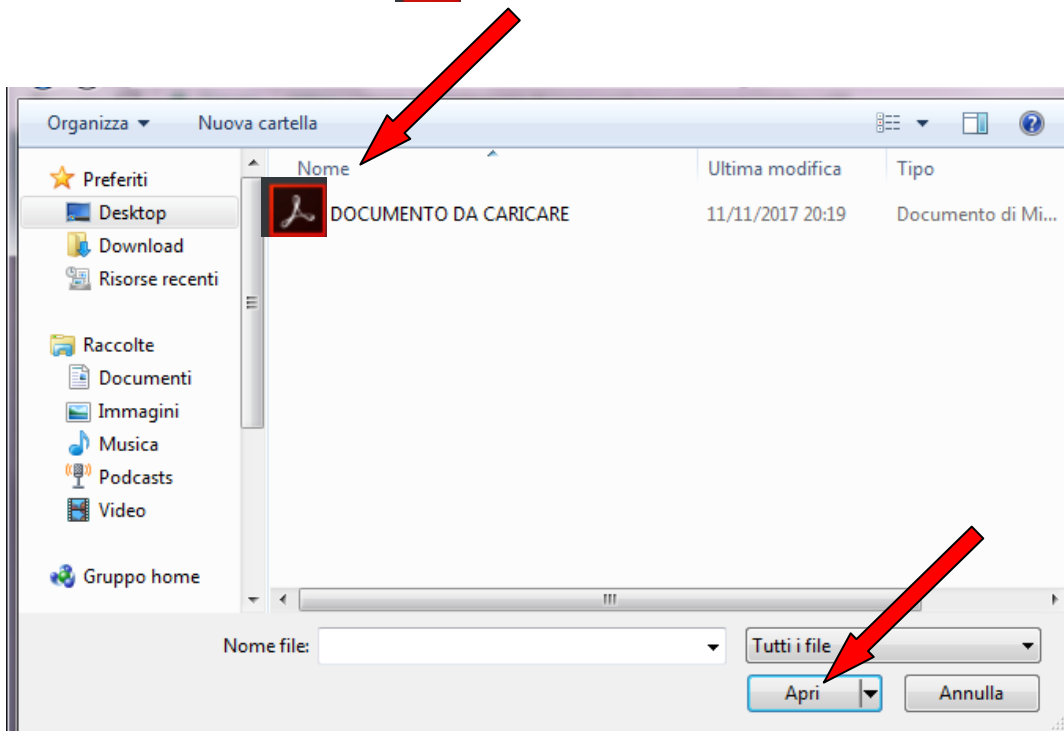 Organizza Nuova cartella
Nome Ultima modifica Tipo
Preferiti
Desktop
DOCUMENTO DA CARICARE 11/11/2017 20:19 Documento di Mi...
Download
Risorse recenti
Raccolte
Documenti
Immagini
Musica
Podcasts
Video
Gruppo home
Nome file: Tutti i file
Apri Annulla